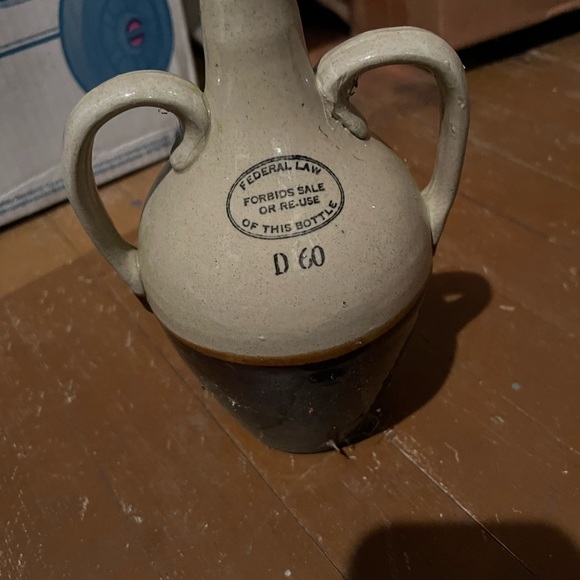 FEDERAL LAW
FORBIDS SALE
OR RE-USE
OF THIS BOTTLE
D 60